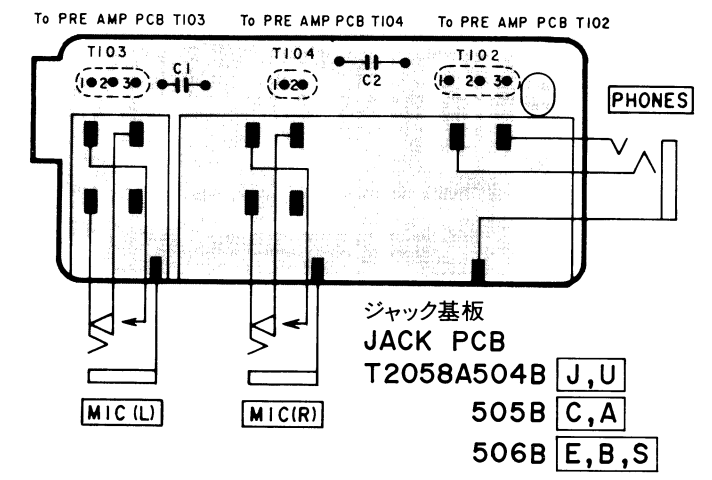 To PRE AMP PCB T103 To PRE AMP PCB T104 To PRE AMP PCB T102
T103 T104 T102
C1 C2
1 2 3 1 2 1 2 3
PHONES
ジャック基板
JACK PCB
T2058A504B J,U
MIC(L) MIC(R) 505B C,A
506B E,B,S